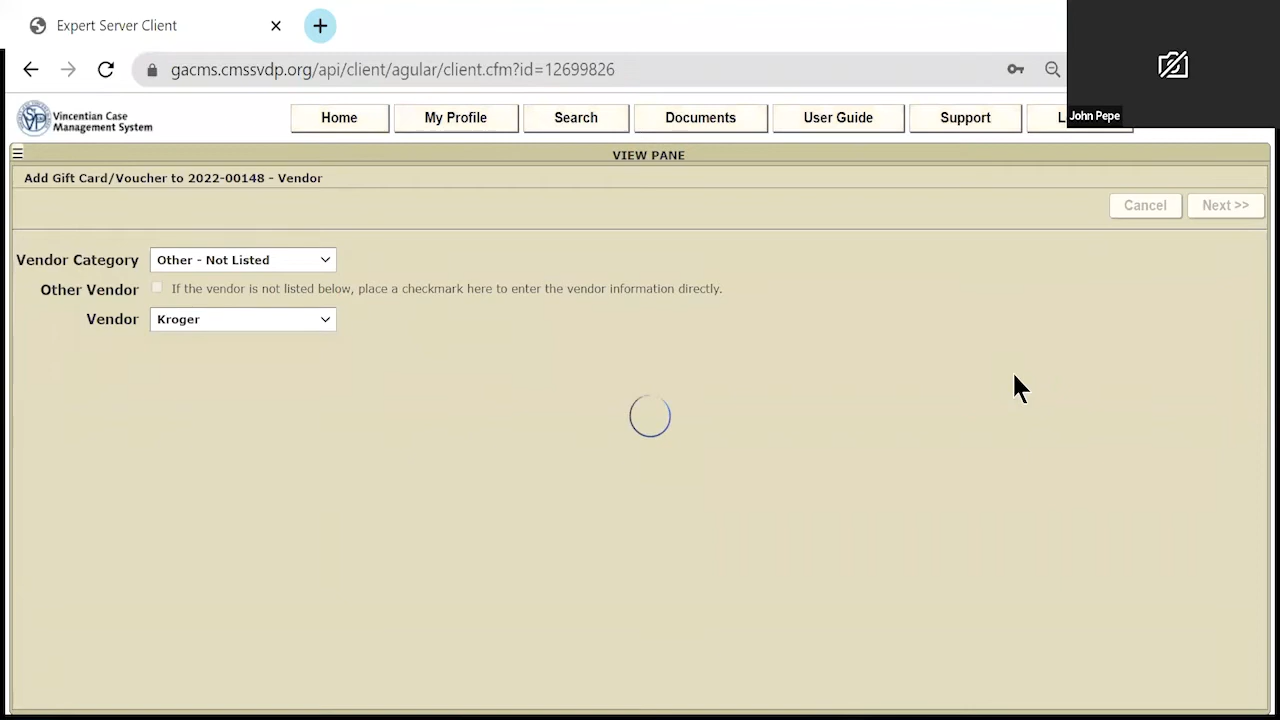 Expert Server Client
gacms.cmssvdp.org/api/client/agular/client.cfm?id=12699826
John Pepe
SVP
Vincentian Case
Management System
Home
My Profile
Search
Documents
User Guide
Support
L
VIEW PANE
Add Gift Card/Voucher to 2022-00148 - Vendor
Cancel
Next >>
Vendor Category
Other - Not Listed
Other Vendor
If the vendor is not listed below, place a checkmark here to enter the vendor information directly.
Vendor
Kroger